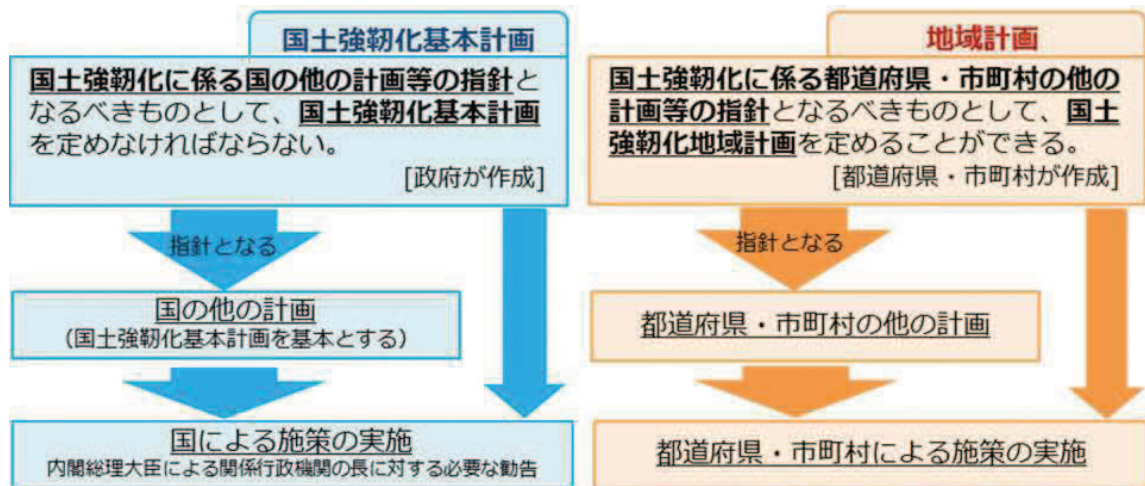 国土強靭化基本計画
国土強靭化に係る国の他の計画等の指針と
なるべきものとして、国土強靭化基本計画
を定めなければならない。
[政府が作成]
指針となる
国の他の計画
(国土強靭化基本計画を基本とする)
国による施策の実施
内閣総理大臣による関係行政機関の長に対する必要な勧告
地域計画
国土強靭化に係る都道府県・市町村の他の
計画等の指針となるべきものとして、国土
強靭化地域計画を定めることができる。
[都道府県・市町村が作成]
指針となる
都道府県・市町村の他の計画
都道府県・市町村による施策の実施